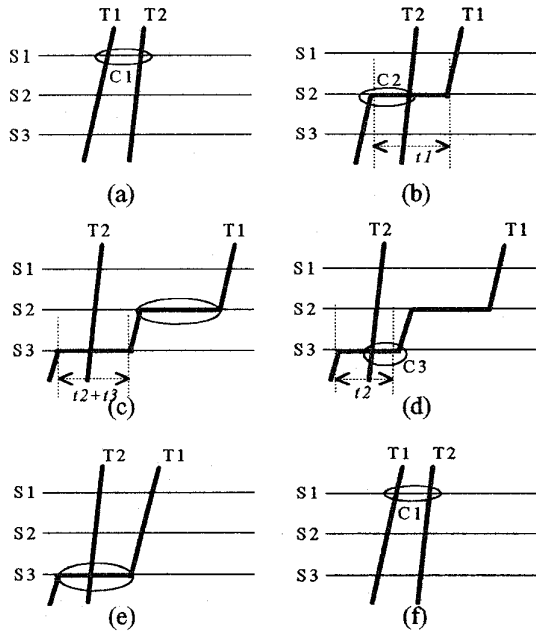 T1 T2
S1
C1
S2
S3
(a)
T2 T1
S1
C2
S2
S3
t1
(b)
T2 T1
S1
S2
S3
t2+t3
(c)
T2 T1
S1
S2
S3
C3
t2
(d)
T2 T1
S1
S2
S3
(e)
T1 T2
S1
C1
S2
S3
(f)